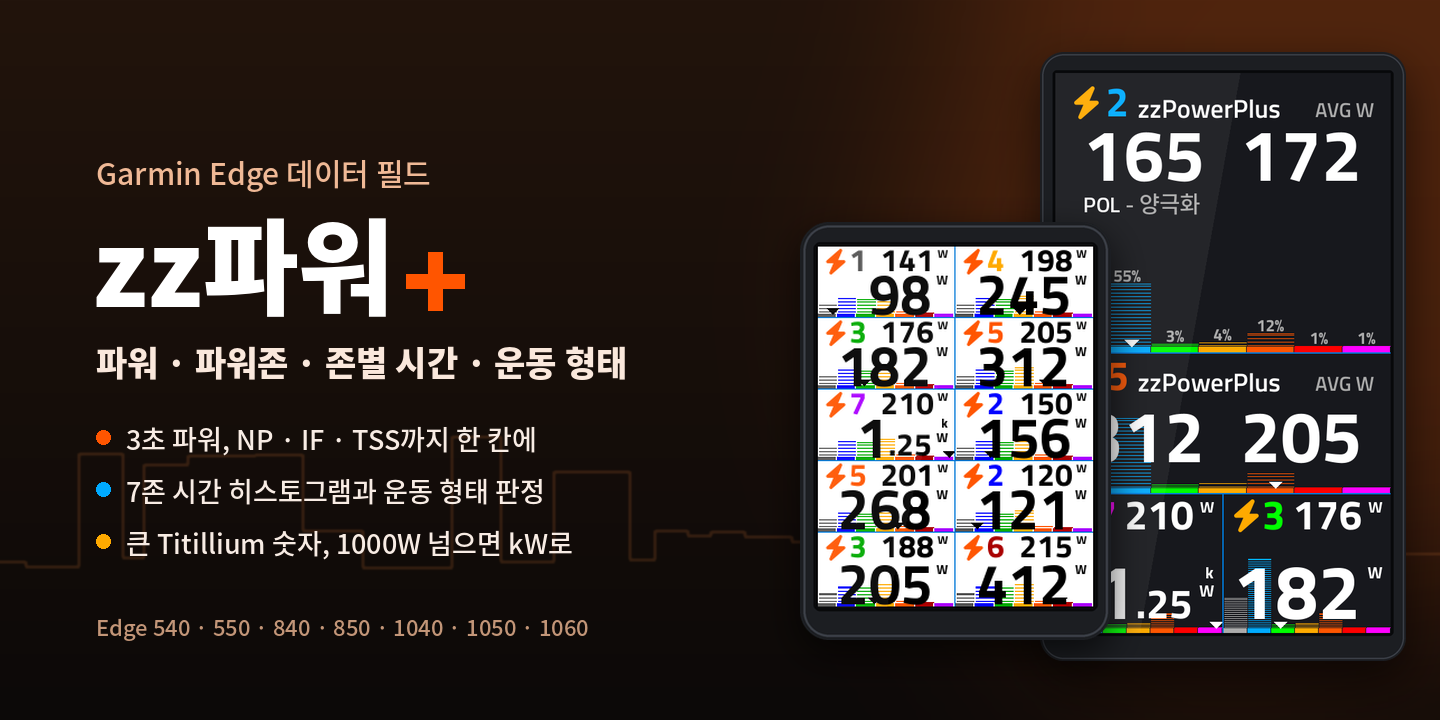 Garmin Edge 데이터 필드
zz파워+
파워 · 파워존 · 존별 시간 · 운동 형태
3초 파워, NP · IF · TSS까지 한 칸에
7존 시간 히스토그램과 운동 형태 판정
큰 Titillium 숫자, 1000W 넘으면 kW로
Edge 540 · 550 · 840 · 850 · 1040 · 1050 · 1060
1 141 W 4 198 W
98 245
3 176 W 5 205 W
182 312
7 210 W 2 150 W
1.25 k W 156
5 201 W 2 120 W
268 121
3 188 W 6 215 W
205 412
2 zzPowerPlus AVG W
165 172
POL - 양극화
55% 3% 4% 12% 1% 1%
5 zzPowerPlus AVG W
312 205
210 W 3 176 W
1.25 k W 182 W